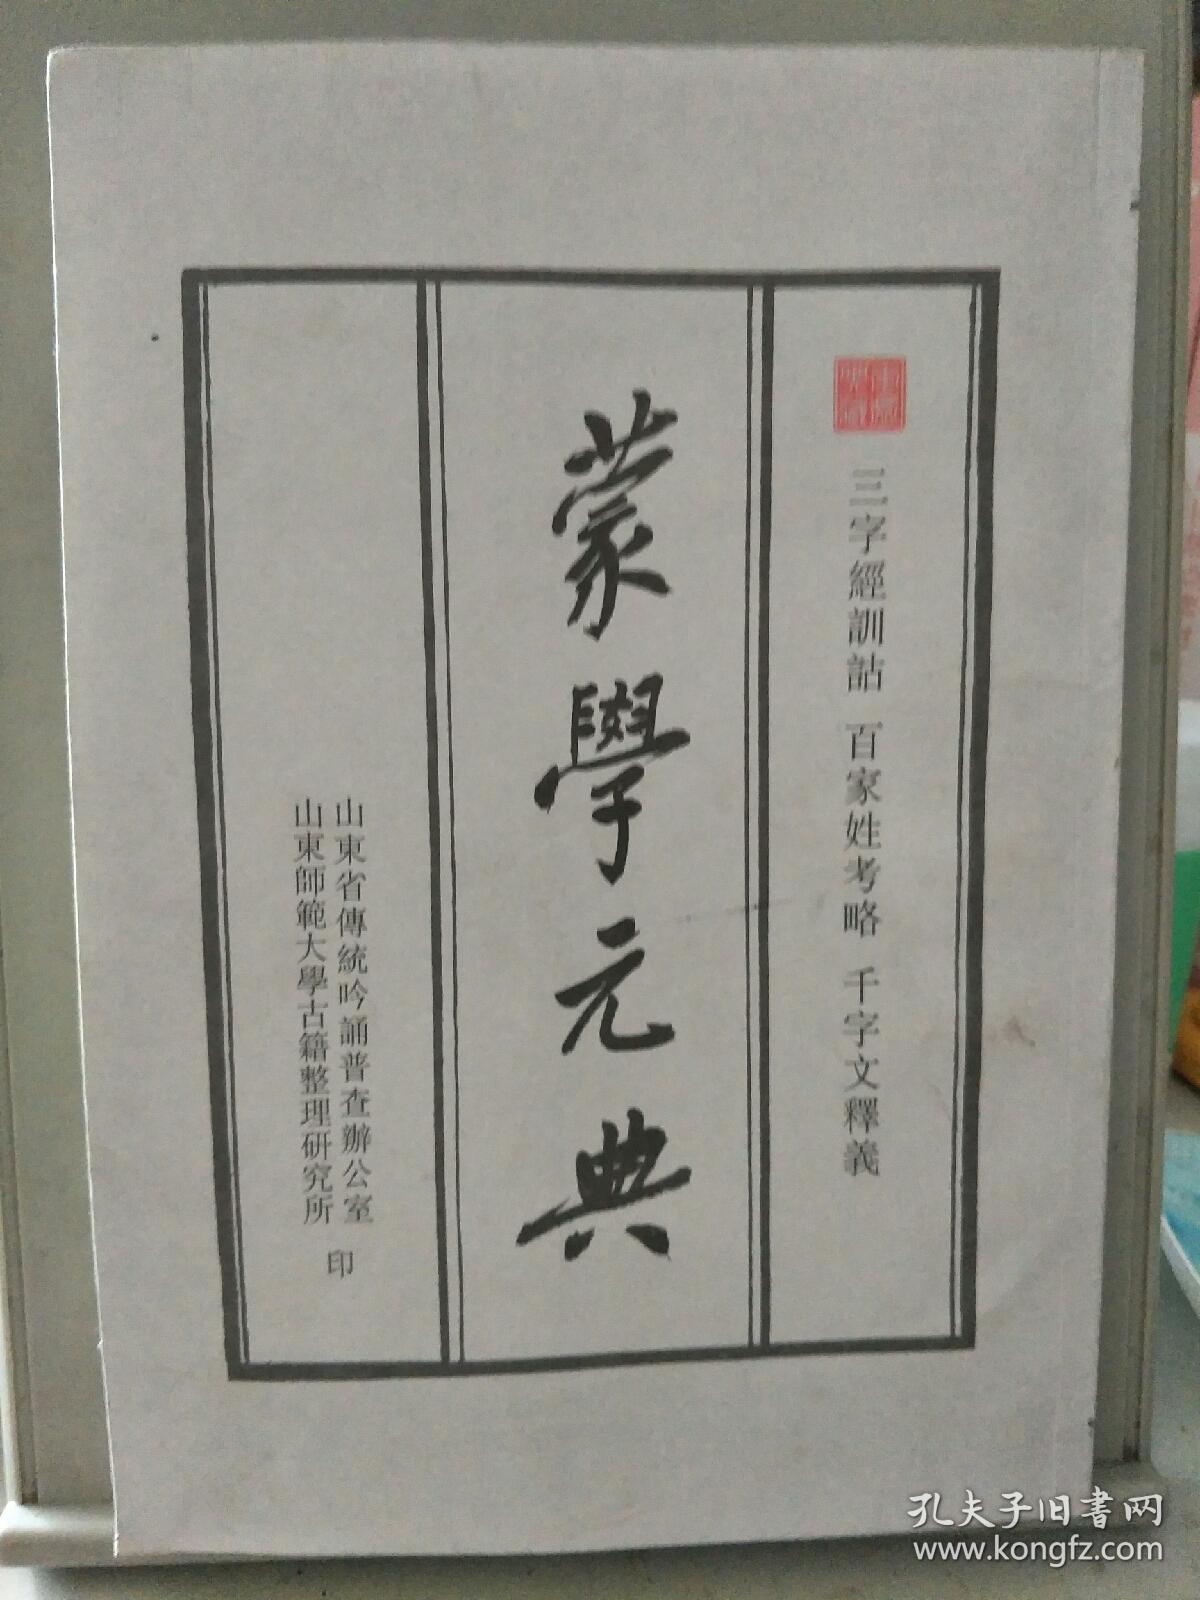 三字經訓詁 百家姓考略 千字文釋義
蒙學元典
山東省傳統吟誦普查辦公室
山東師範大學古籍整理研究所
印
孔夫子旧书网
www.kongfz.com